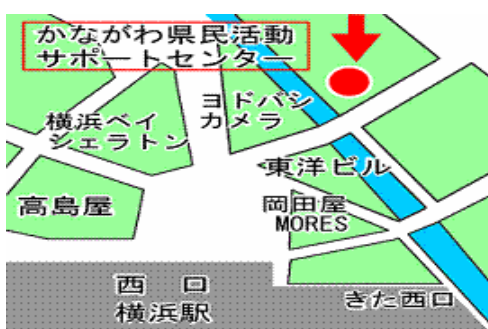 かながわ県民活動
サポートセンター
ヨドバシ
カメラ
横浜ベイ
シェラトン
東洋ビル
高島屋
岡田屋
MORES
西 口
横浜駅
きた西口